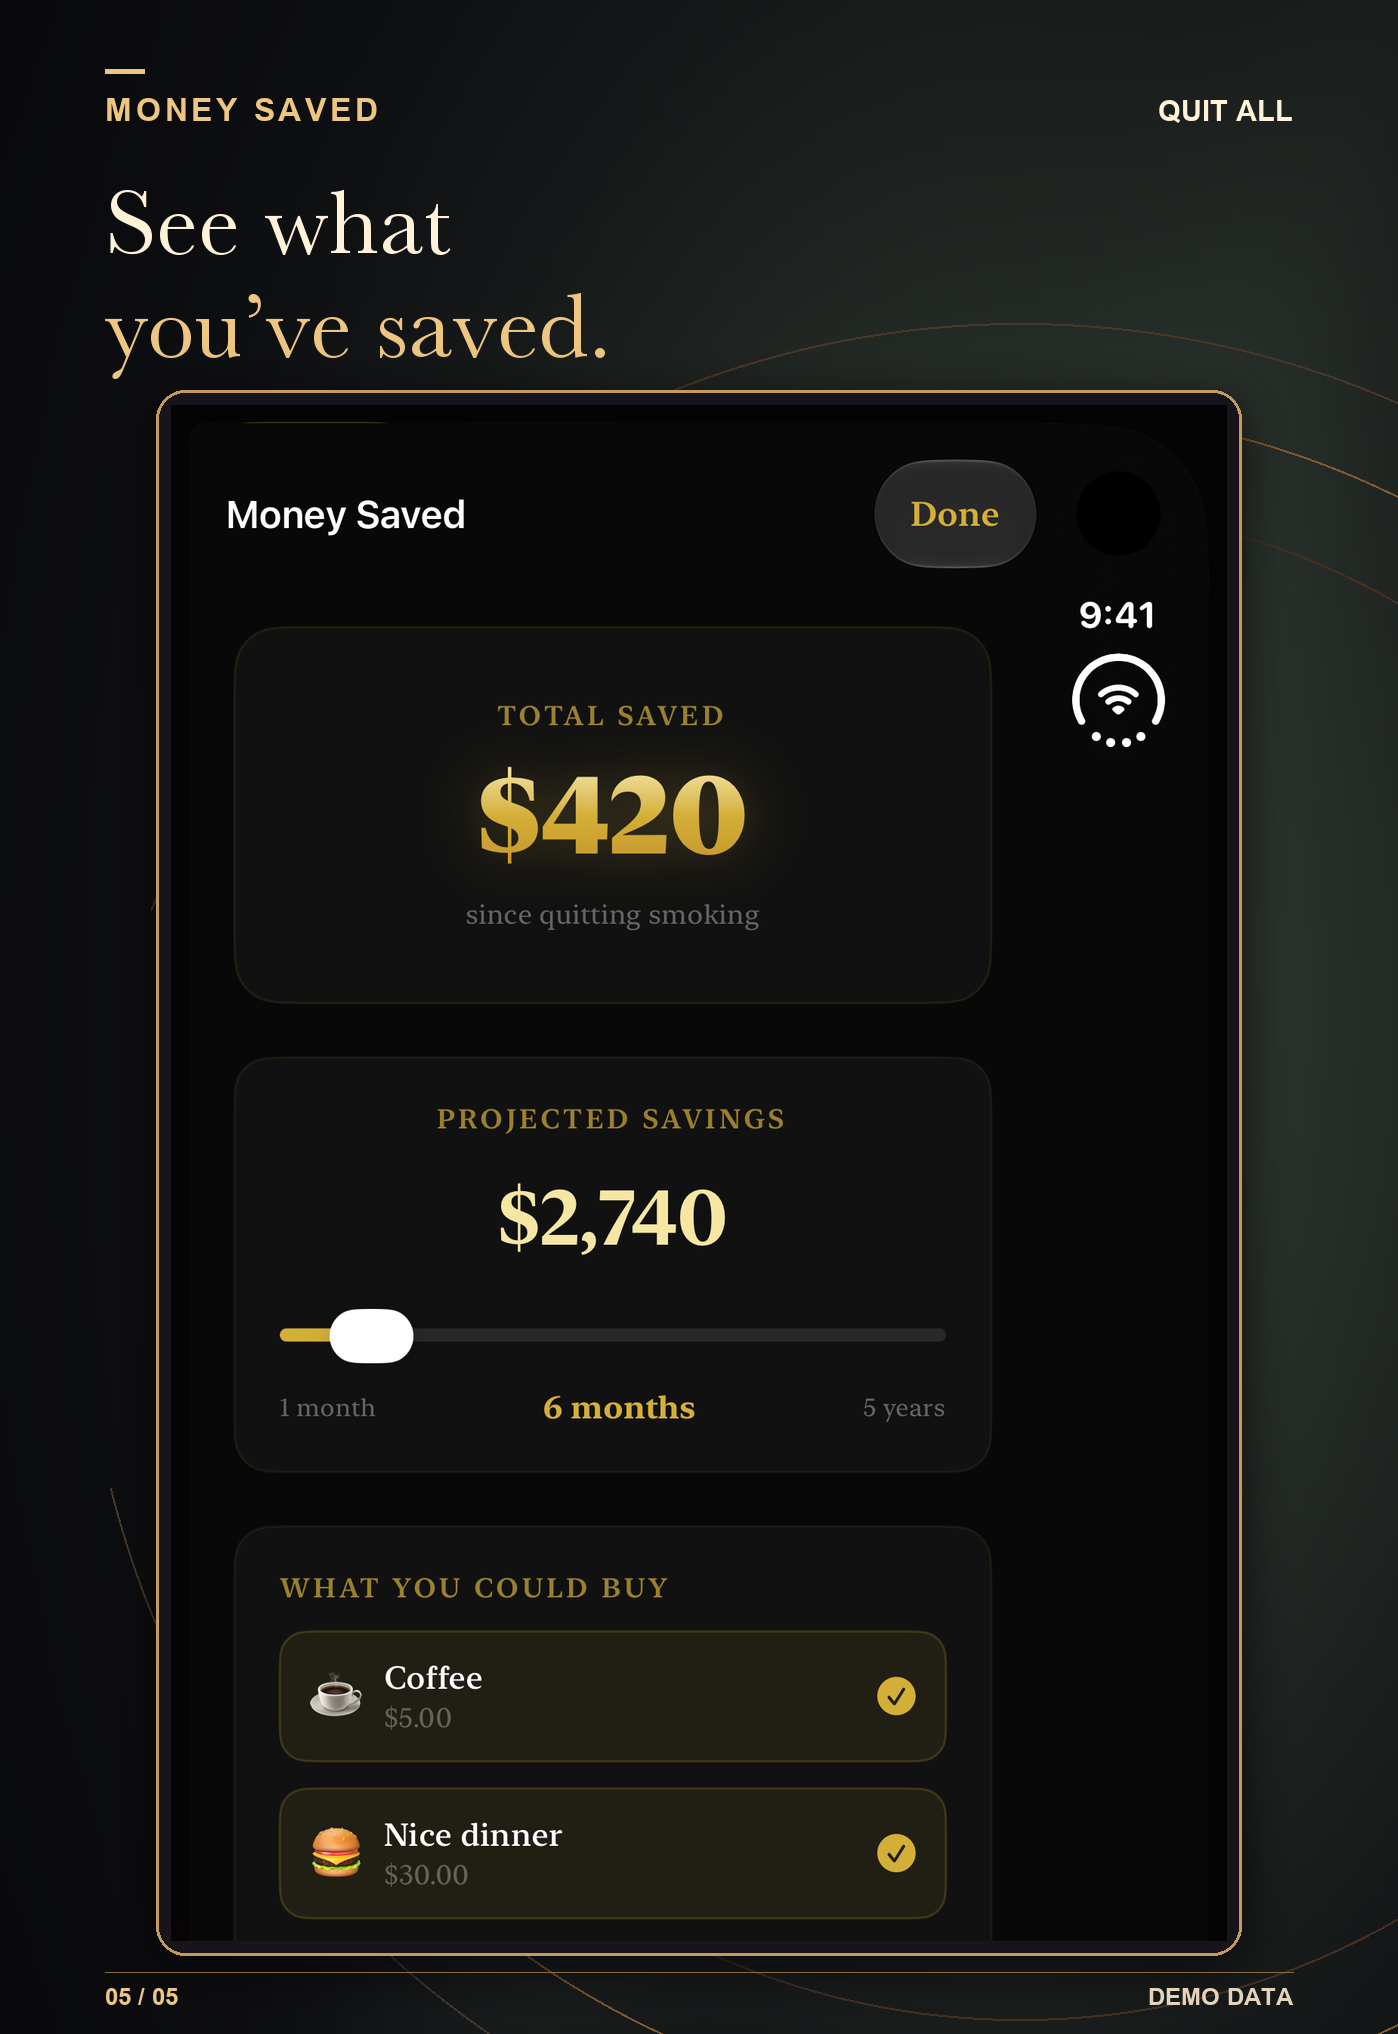 MONEY SAVED
QUIT ALL
See what
you’ve saved.
Money Saved
Done
9:41
TOTAL SAVED
$420
since quitting smoking
PROJECTED SAVINGS
$2,740
1 month
6 months
5 years
WHAT YOU COULD BUY
Coffee
$5.00
Nice dinner
$30.00
05 / 05
DEMO DATA